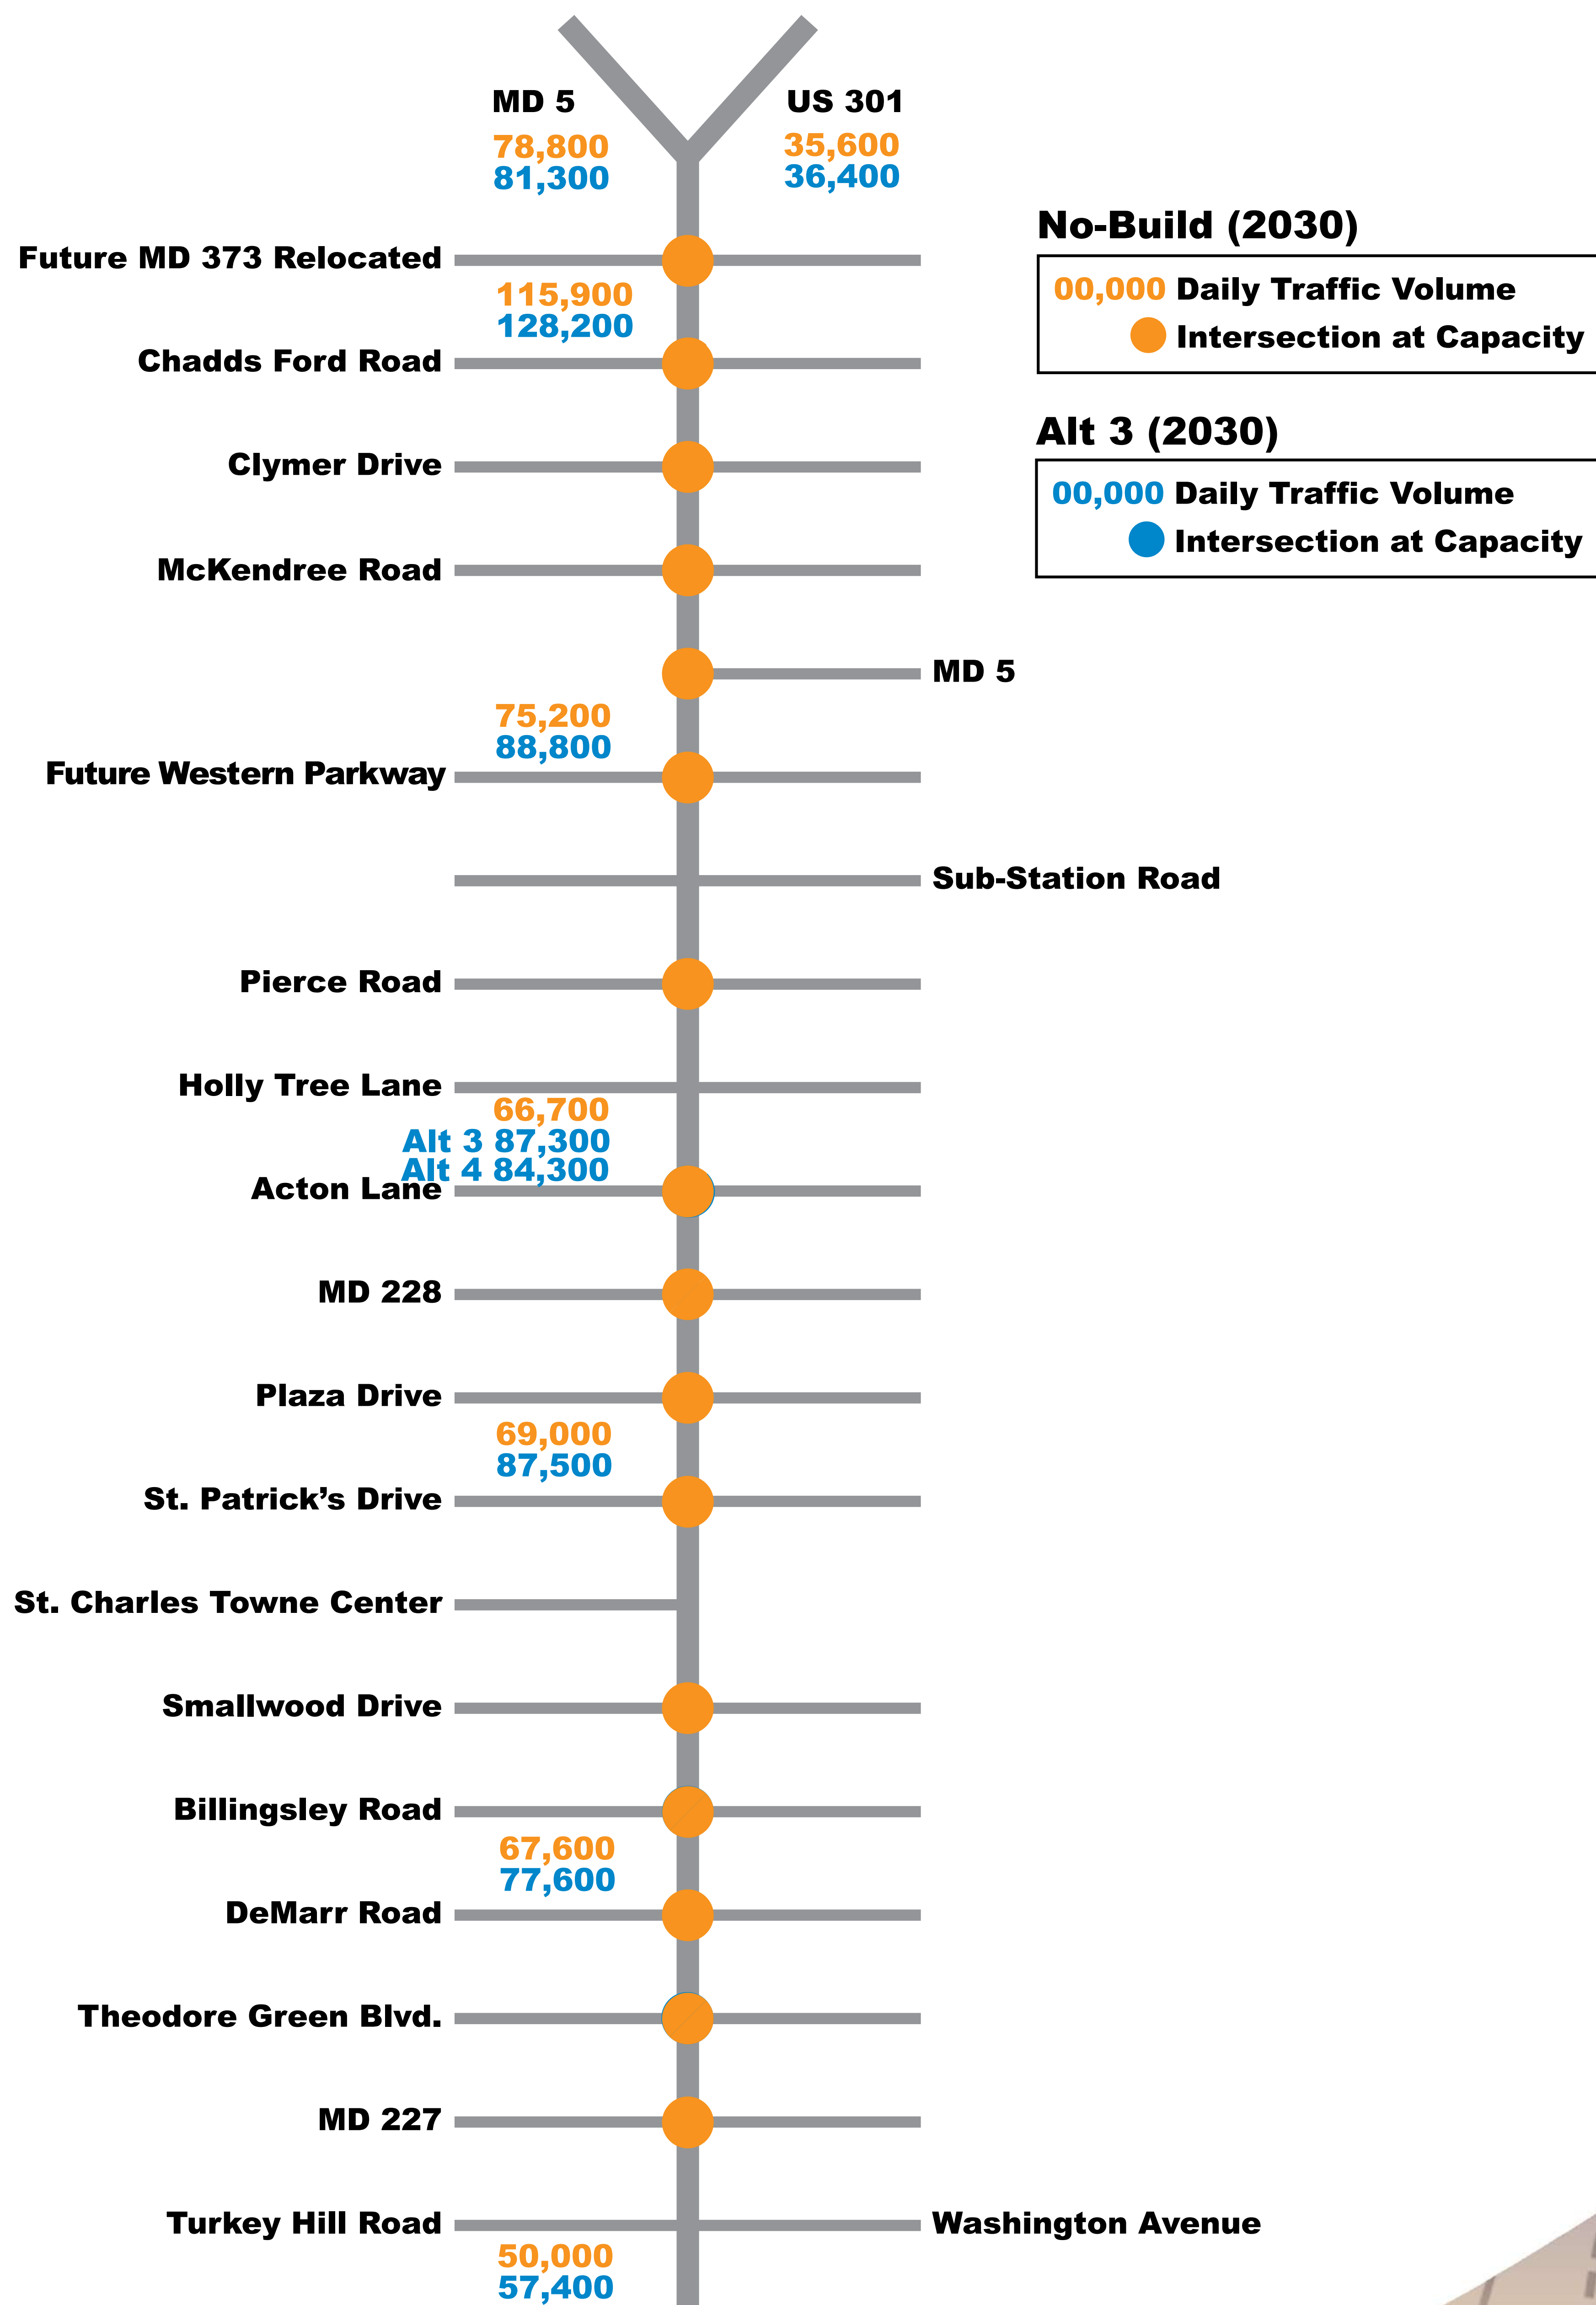 MD 5
US 301
78,800
35,600
81,300
36,400
No-Build (2030)
Future MD 373 Relocated
00,000 Daily Traffic Volume
115,900
128,200
Intersection at Capacity
Chadds Ford Road
Alt 3 (2030)
Clymer Drive
00,000 Daily Traffic Volume
Intersection at Capacity
McKendree Road
MD 5
75,200
88,800
Future Western Parkway
Sub-Station Road
Pierce Road
Holly Tree Lane
66,700
Alt 3 87,300
Alt 4 84,300
Acton Lane
MD 228
Plaza Drive
69,000
87,500
St. Patrick’s Drive
St. Charles Towne Center
Smallwood Drive
Billingsley Road
67,600
77,600
DeMarr Road
Theodore Green Blvd.
MD 227
Turkey Hill Road
Washington Avenue
50,000
57,400